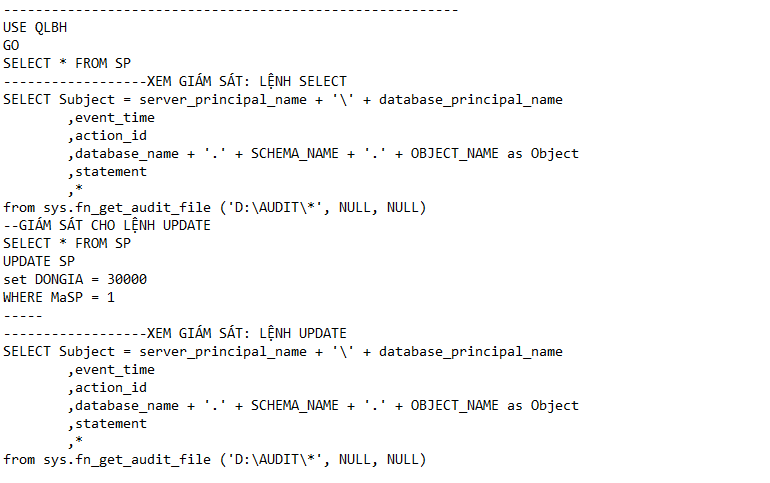 ---------------------------------------------------------
USE QLBH
GO
SELECT * FROM SP
------------------XEM GIÁM SÁT: LỆNH SELECT
SELECT Subject = server_principal_name + '\' + database_principal_name
        ,event_time
        ,action_id
        ,database_name + '.' + SCHEMA_NAME + '.' + OBJECT_NAME as Object
        ,statement
        ,*
from sys.fn_get_audit_file ('D:\AUDIT\*', NULL, NULL)
--GIÁM SÁT CHO LỆNH UPDATE
SELECT * FROM SP
UPDATE SP
set DONGIA = 30000
WHERE MaSP = 1
-----
------------------XEM GIÁM SÁT: LỆNH UPDATE
SELECT Subject = server_principal_name + '\' + database_principal_name
        ,event_time
        ,action_id
        ,database_name + '.' + SCHEMA_NAME + '.' + OBJECT_NAME as Object
        ,statement
        ,*
from sys.fn_get_audit_file ('D:\AUDIT\*', NULL, NULL)